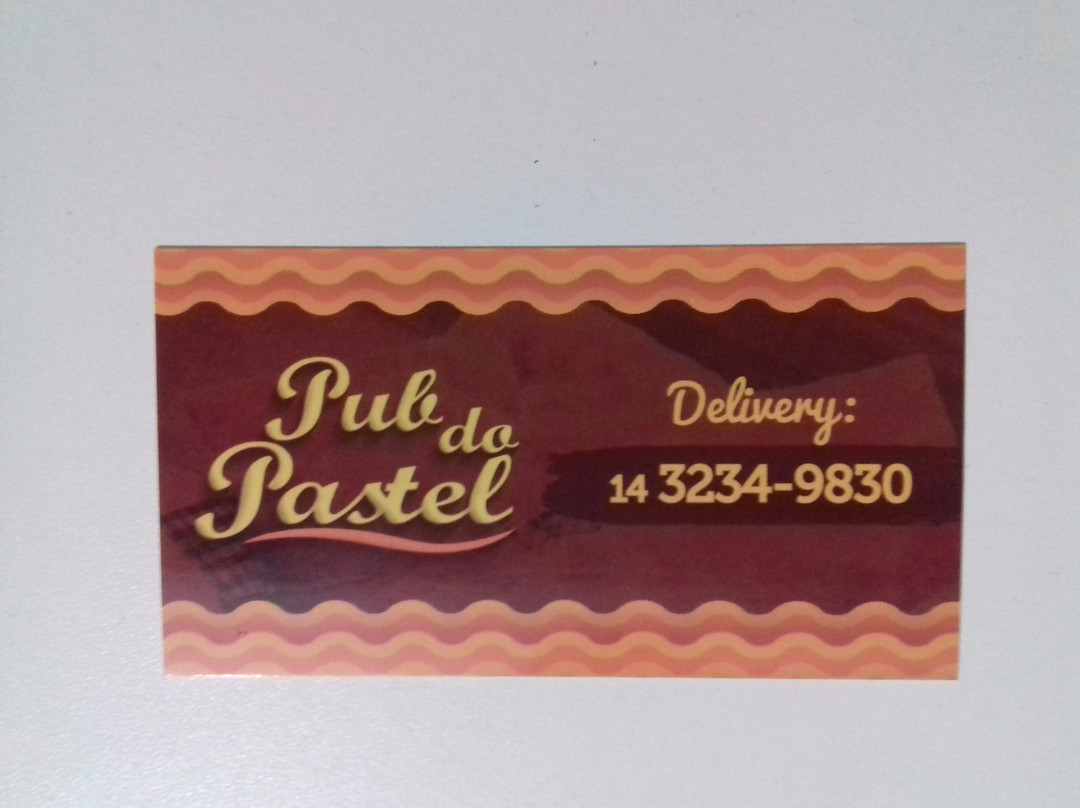 Pub do
Pastel
Delivery:
14 3234-9830